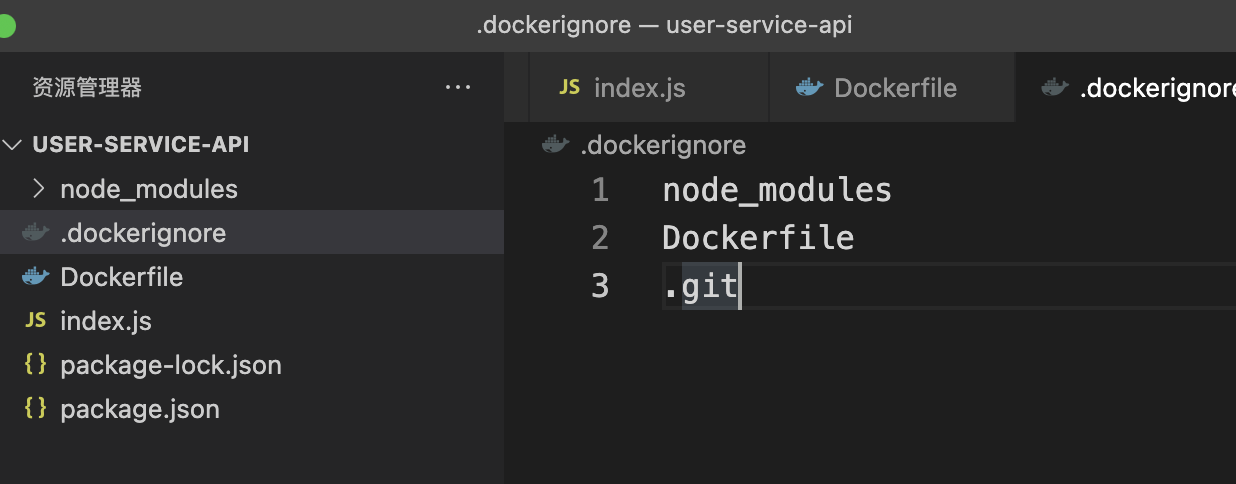 .dockerignore — user-service-api
资源管理器 ···
JS index.js
Dockerfile
.dockerignore
USER-SERVICE-API
node_modules
.dockerignore
Dockerfile
JS index.js
{} package-lock.json
{} package.json
.dockerignore
1 node_modules
2 Dockerfile
3 .git